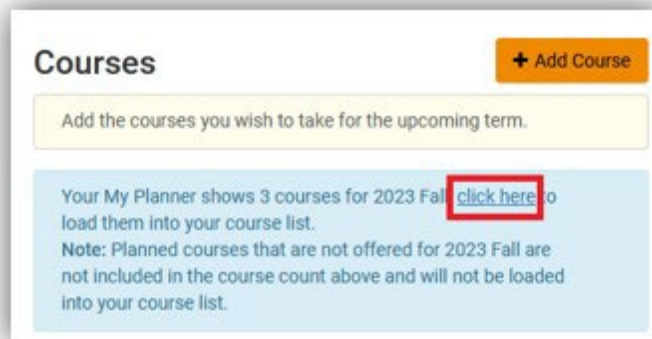 Courses
+ Add Course
Add the courses you wish to take for the upcoming term.
Your My Planner shows 3 courses for 2023 Fall click here to
load them into your course list.
Note: Planned courses that are not offered for 2023 Fall are
not included in the course count above and will not be loaded
into your course list.